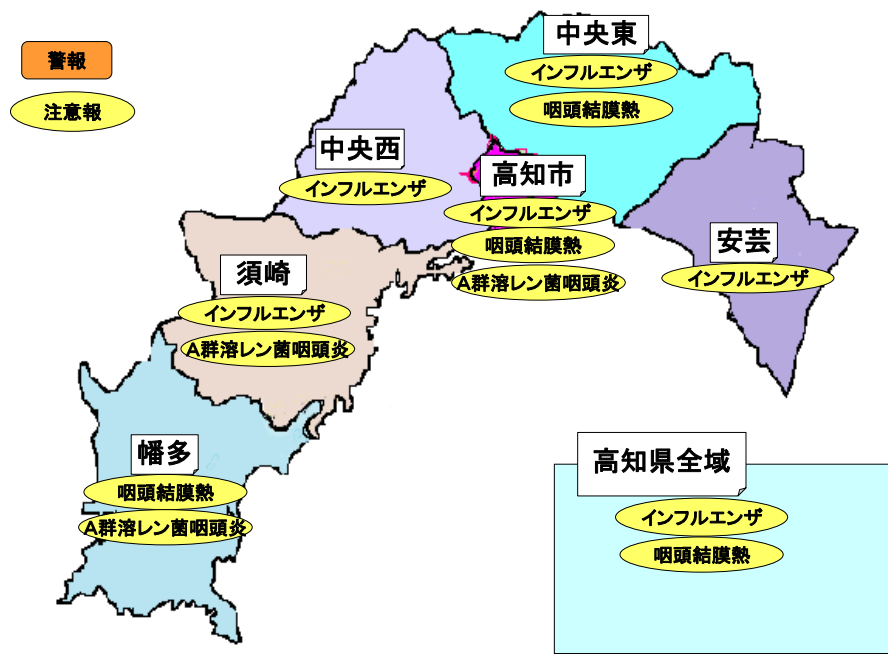 警報
注意報
中央東
インフルエンザ
咽頭結膜熱
中央西
インフルエンザ
高知市
インフルエンザ
咽頭結膜熱
A群溶レン菌咽頭炎
安芸
インフルエンザ
須崎
インフルエンザ
A群溶レン菌咽頭炎
幡多
咽頭結膜熱
A群溶レン菌咽頭炎
高知県全域
インフルエンザ
咽頭結膜熱